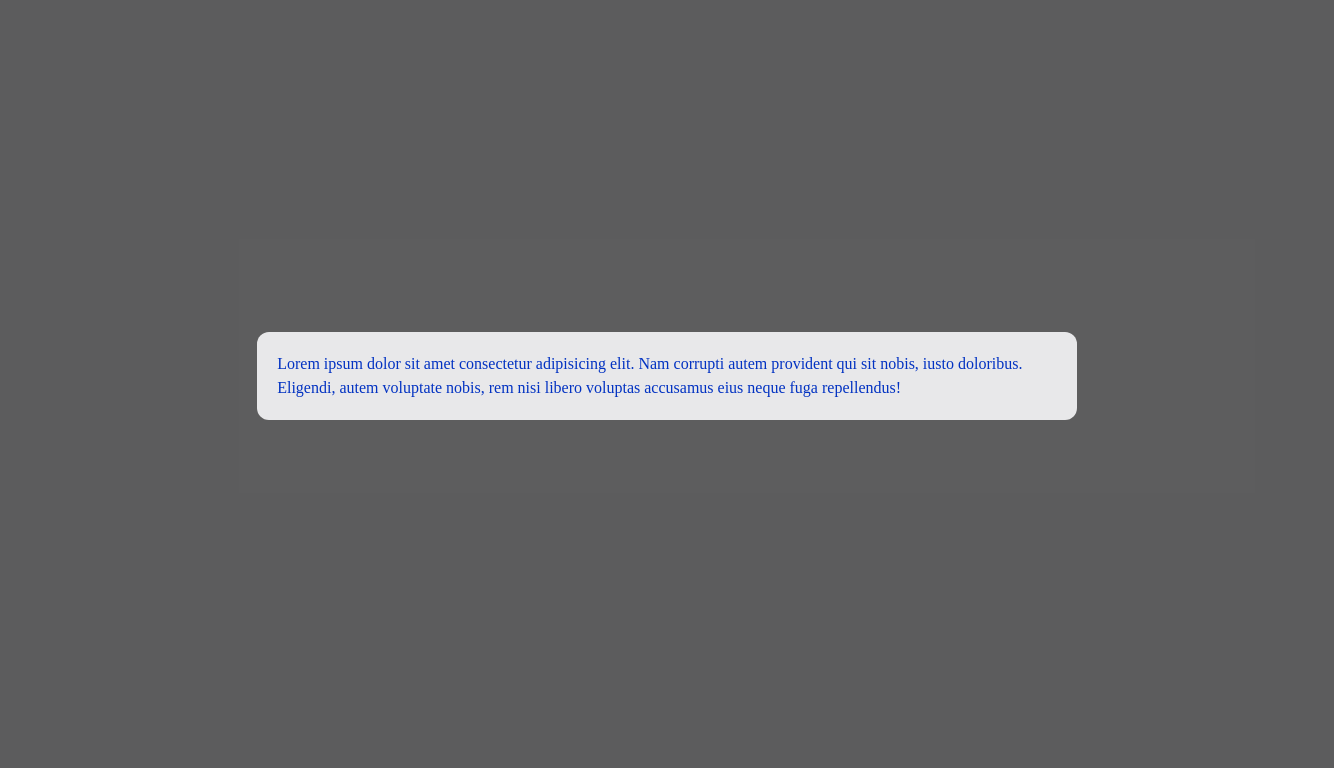 Lorem ipsum dolor sit amet consectetur adipisicing elit. Nam corrupti autem provident qui sit nobis, iusto doloribus.
Eligendi, autem voluptate nobis, rem nisi libero voluptas accusamus eius neque fuga repellendus!